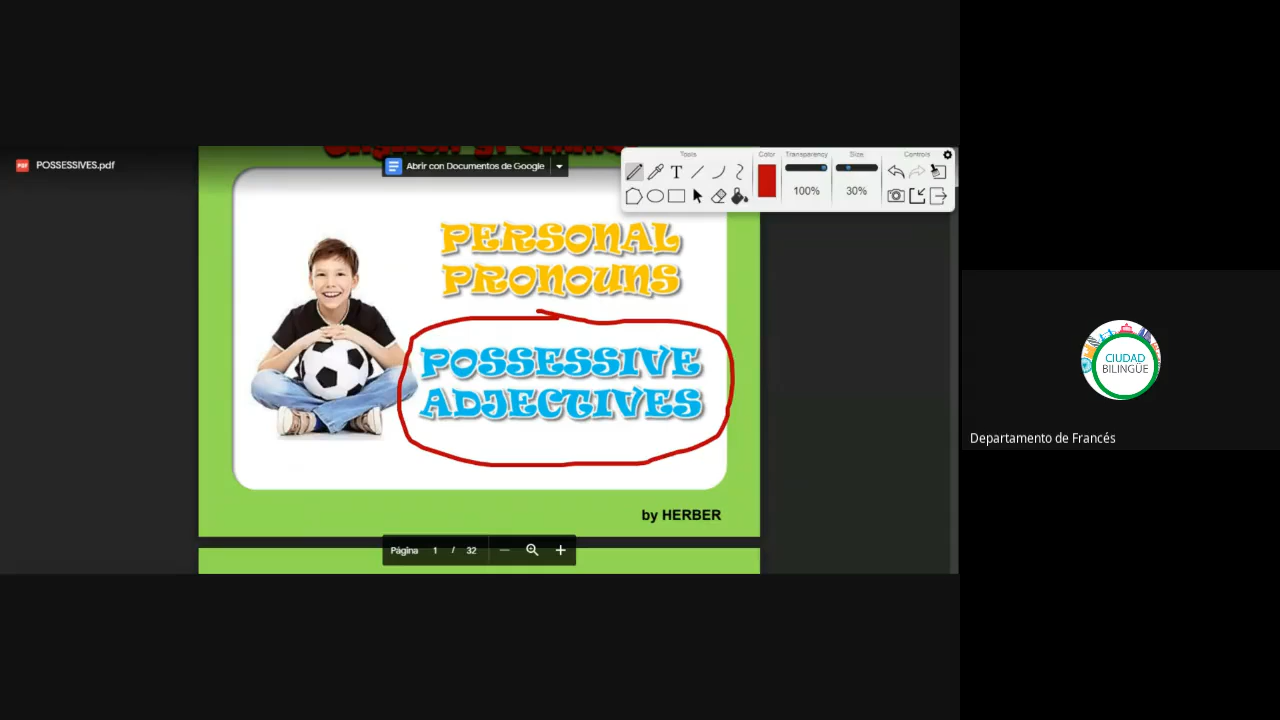 POSSESSIVES.pdf
Abrir con Documentos de Google
Tools
Color
Transparency
Size
Controls
100%
30%
PERSONAL
PRONOUNS
POSSESSIVE
ADJECTIVES
by HERBER
Página 1 / 32
CIUDAD
BILINGÜE
Departamento de Francés